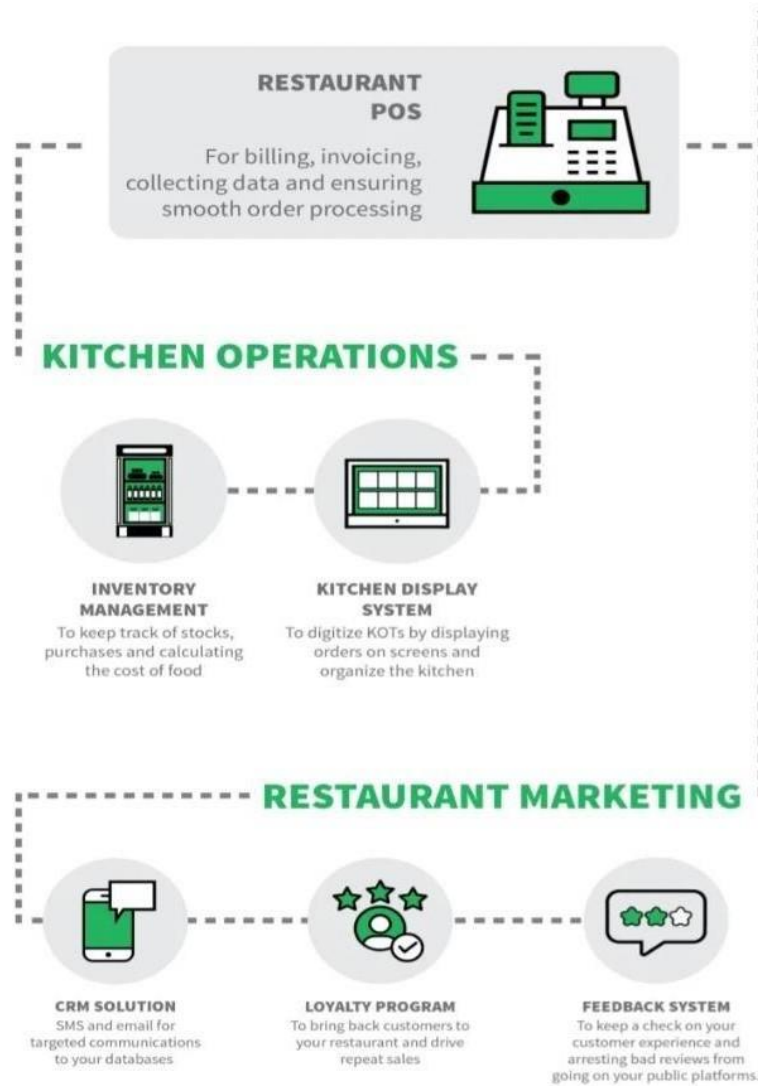 RESTAURANT
POS
For billing, invoicing,
collecting data and ensuring
smooth order processing
KITCHEN OPERATIONS
INVENTORY
MANAGEMENT
To keep track of stocks,
purchases and calculating
the cost of food
KITCHEN DISPLAY
SYSTEM
To digitize KOTs by displaying
orders on screens and
organize the kitchen
RESTAURANT MARKETING
CRM SOLUTION
SMS and email for
targeted communications
to your databases
LOYALTY PROGRAM
To bring back customers to
your restaurant and drive
repeat sales
FEEDBACK SYSTEM
To keep a check on your
customer experience and
arresting bad reviews from
going on your public platforms.